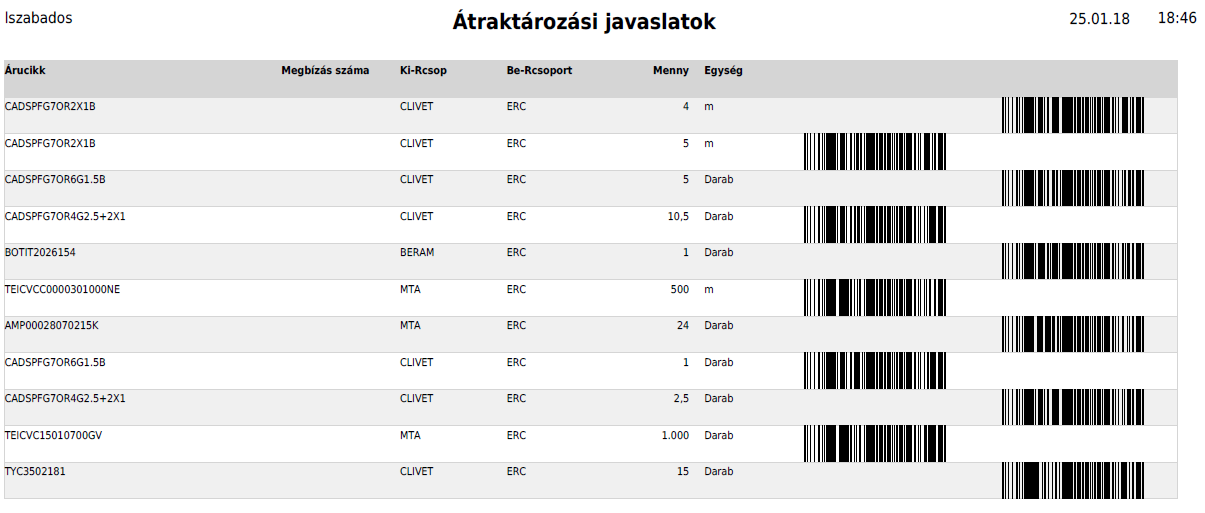 lszabados Átraktározási javaslatok 25.01.18 18:46
Árucikk Megbízás száma Ki-Rcsop Be-Rcsoport Menny Egység
CADSPFG7OR2X1B CLIVET ERC 4 m
CADSPFG7OR2X1B CLIVET ERC 5 m
CADSPFG7OR6G1.5B CLIVET ERC 5 Darab
CADSPFG7OR4G2.5+2X1 CLIVET ERC 10,5 Darab
BOTIT2026154 BERAM ERC 1 Darab
TEICVCC0000301000NE MTA ERC 500 m
AMP00028070215K MTA ERC 24 Darab
CADSPFG7OR6G1.5B CLIVET ERC 1 Darab
CADSPFG7OR4G2.5+2X1 CLIVET ERC 2,5 Darab
TEICVC15010700GV MTA ERC 1.000 Darab
TYC3502181 CLIVET ERC 15 Darab